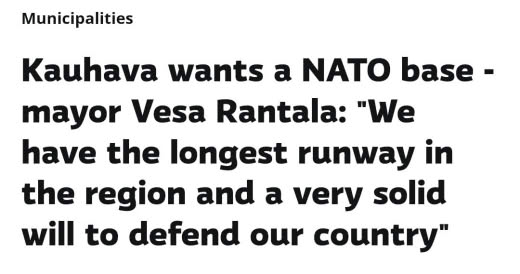 Municipalities
Kauhava wants a NATO base -
mayor Vesa Rantala: "We
have the longest runway in
the region and a very solid
will to defend our country"